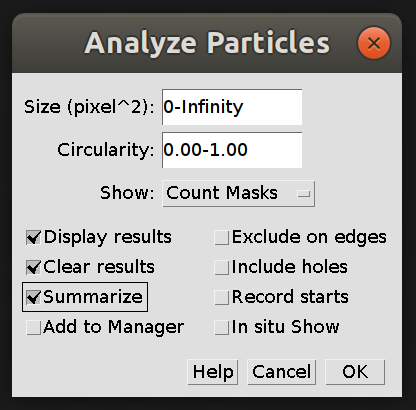 Analyze Particles
Size (pixel^2): 0-Infinity
Circularity: 0.00-1.00
Show: Count Masks
Display results Exclude on edges
Clear results Include holes
Summarize Record starts
Add to Manager In situ Show
Help Cancel OK